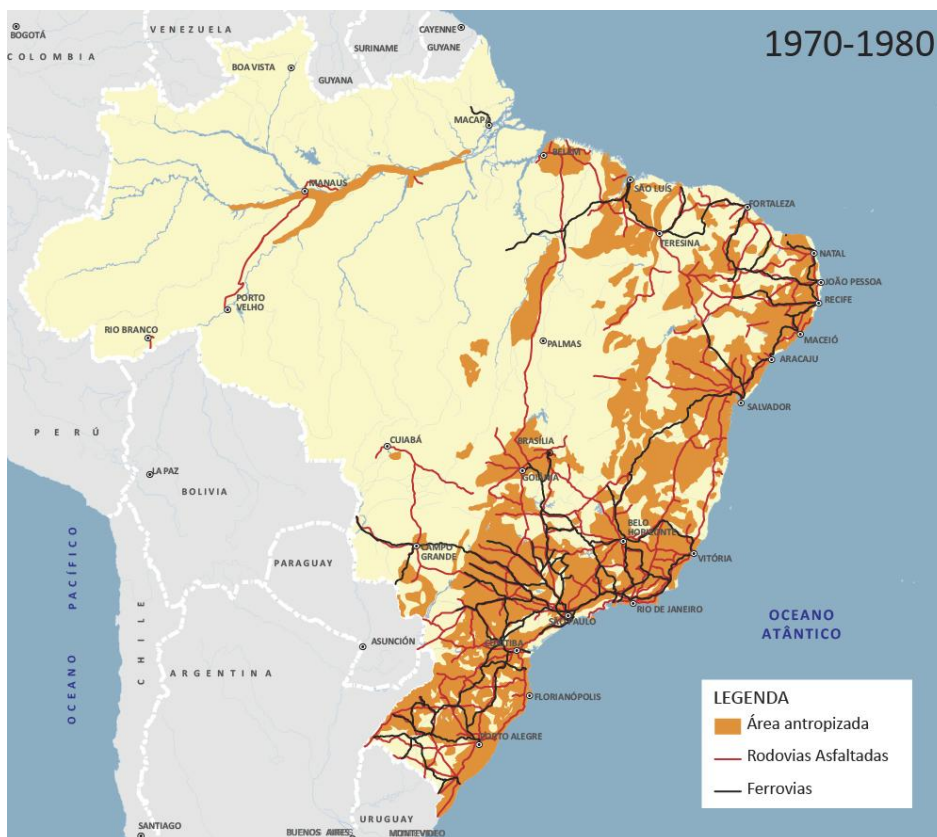 1970-1980
BOGOTÁ
COLOMBIA
VENEZUELA
CAYENNE
SURINAME
GUYANE
BOA VISTA
GUYANA
MACAPA
BELÉM
MANAUS
SÃO LUÍS
FORTALEZA
TERESINA
NATAL
JOÃO PESSOA
RECIFE
PORTO
VELHO
RIO BRANCO
PALMAS
MACEIÓ
ARACAJU
SALVADOR
PERÚ
CUIABÁ
BRASÍLIA
GOIÂNIA
LA PAZ
BOLIVIA
BELO
HORIZONTE
CAMPO
GRANDE
VITÓRIA
PARAGUAY
RIO DE JANEIRO
SÃO PAULO
OCEANO PACÍFICO
CHILE
ASUNCIÓN
CURITIBA
OCEANO
ATÂNTICO
ARGENTINA
FLORIANÓPOLIS
PORTO ALEGRE
LEGENDA
Área antropizada
Rodovias Asfaltadas
Ferrovias
URUGUAY
SANTIAGO
BUENOS AIRES
MONTEVIDEO